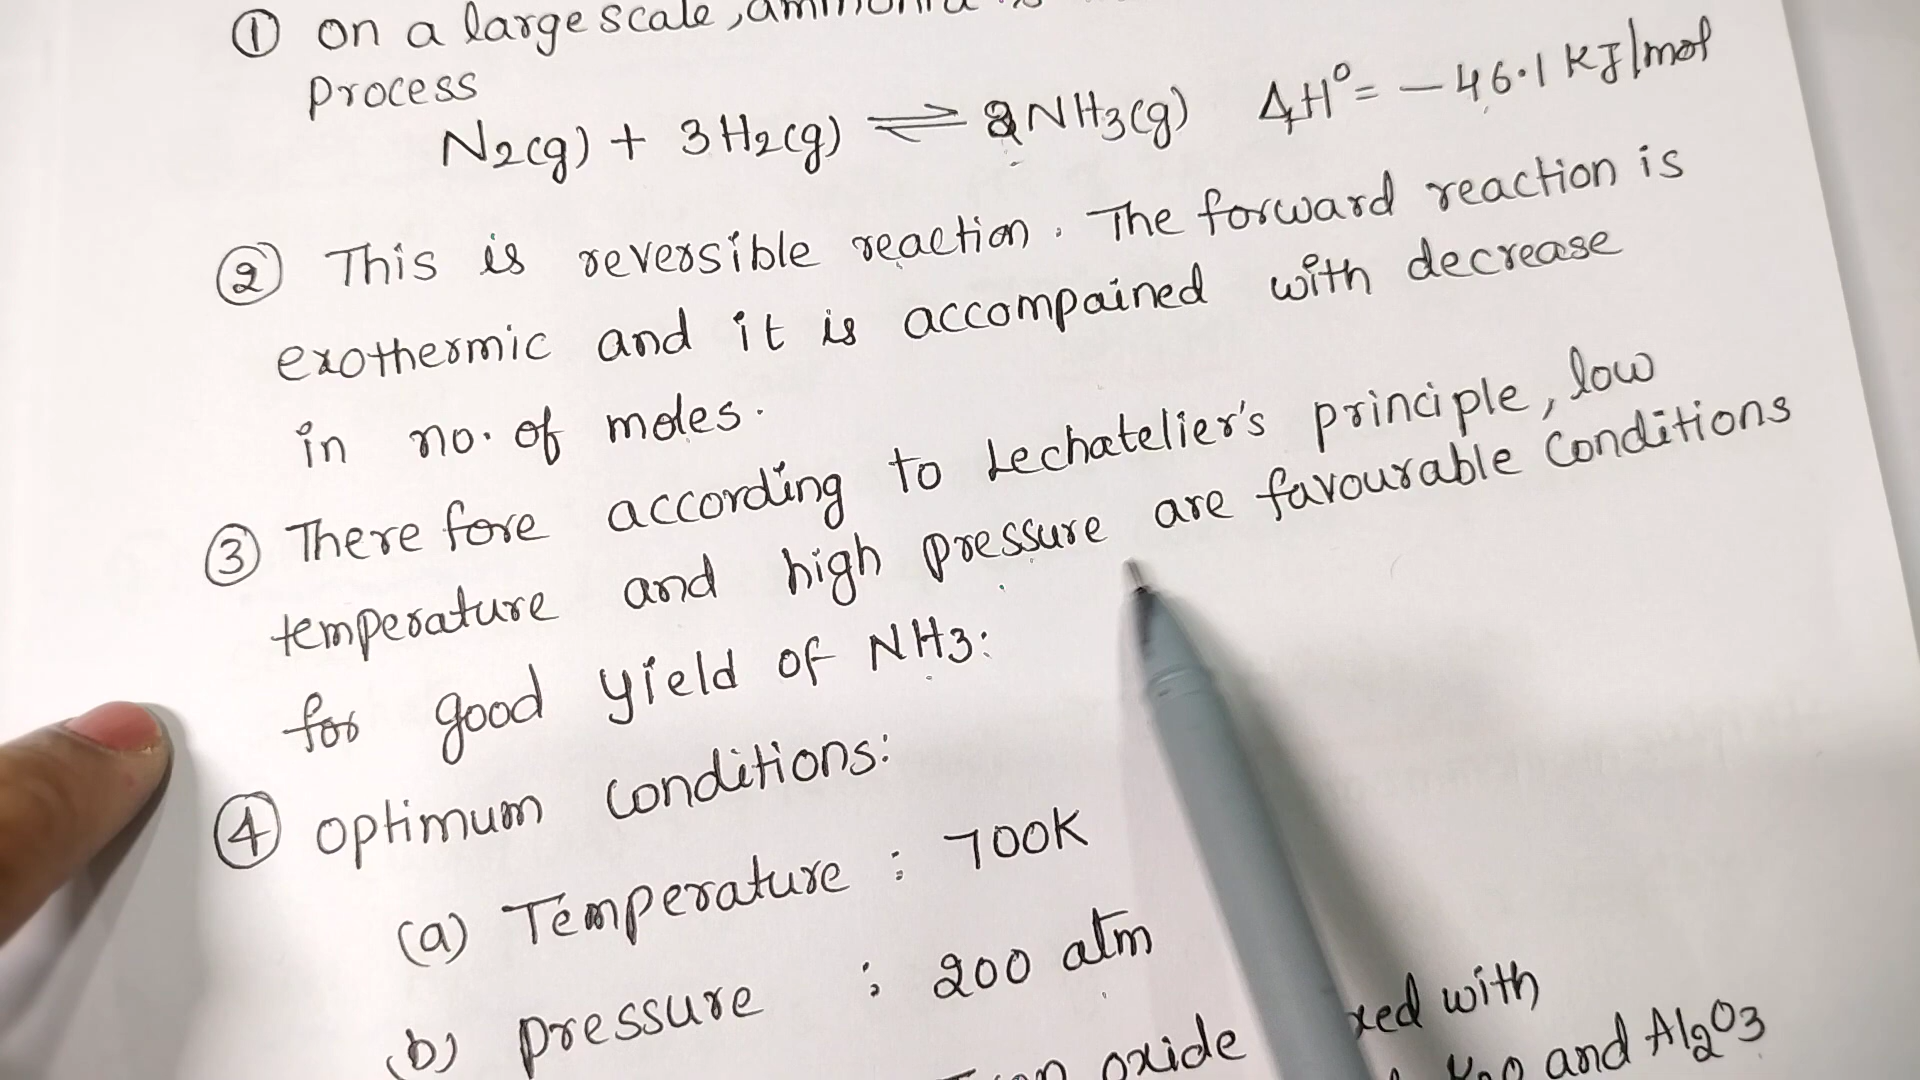 ① on a large scale, ammonia is
process
N2(g) + 3H2(g) ⇌ 2NH3(g) ΔH° = -46.1 KJ/mol
② This is reversible reaction. The forward reaction is
exothermic and it is accompained with decrease
in no. of moles.
③ There fore according to Lechatelier's principle, low
temperature and high pressure are favourable conditions
for good yield of NH3:
④ optimum conditions:
(a) Temperature : 700K
(b) pressure : 200 atm
oxide with
and Al2O3